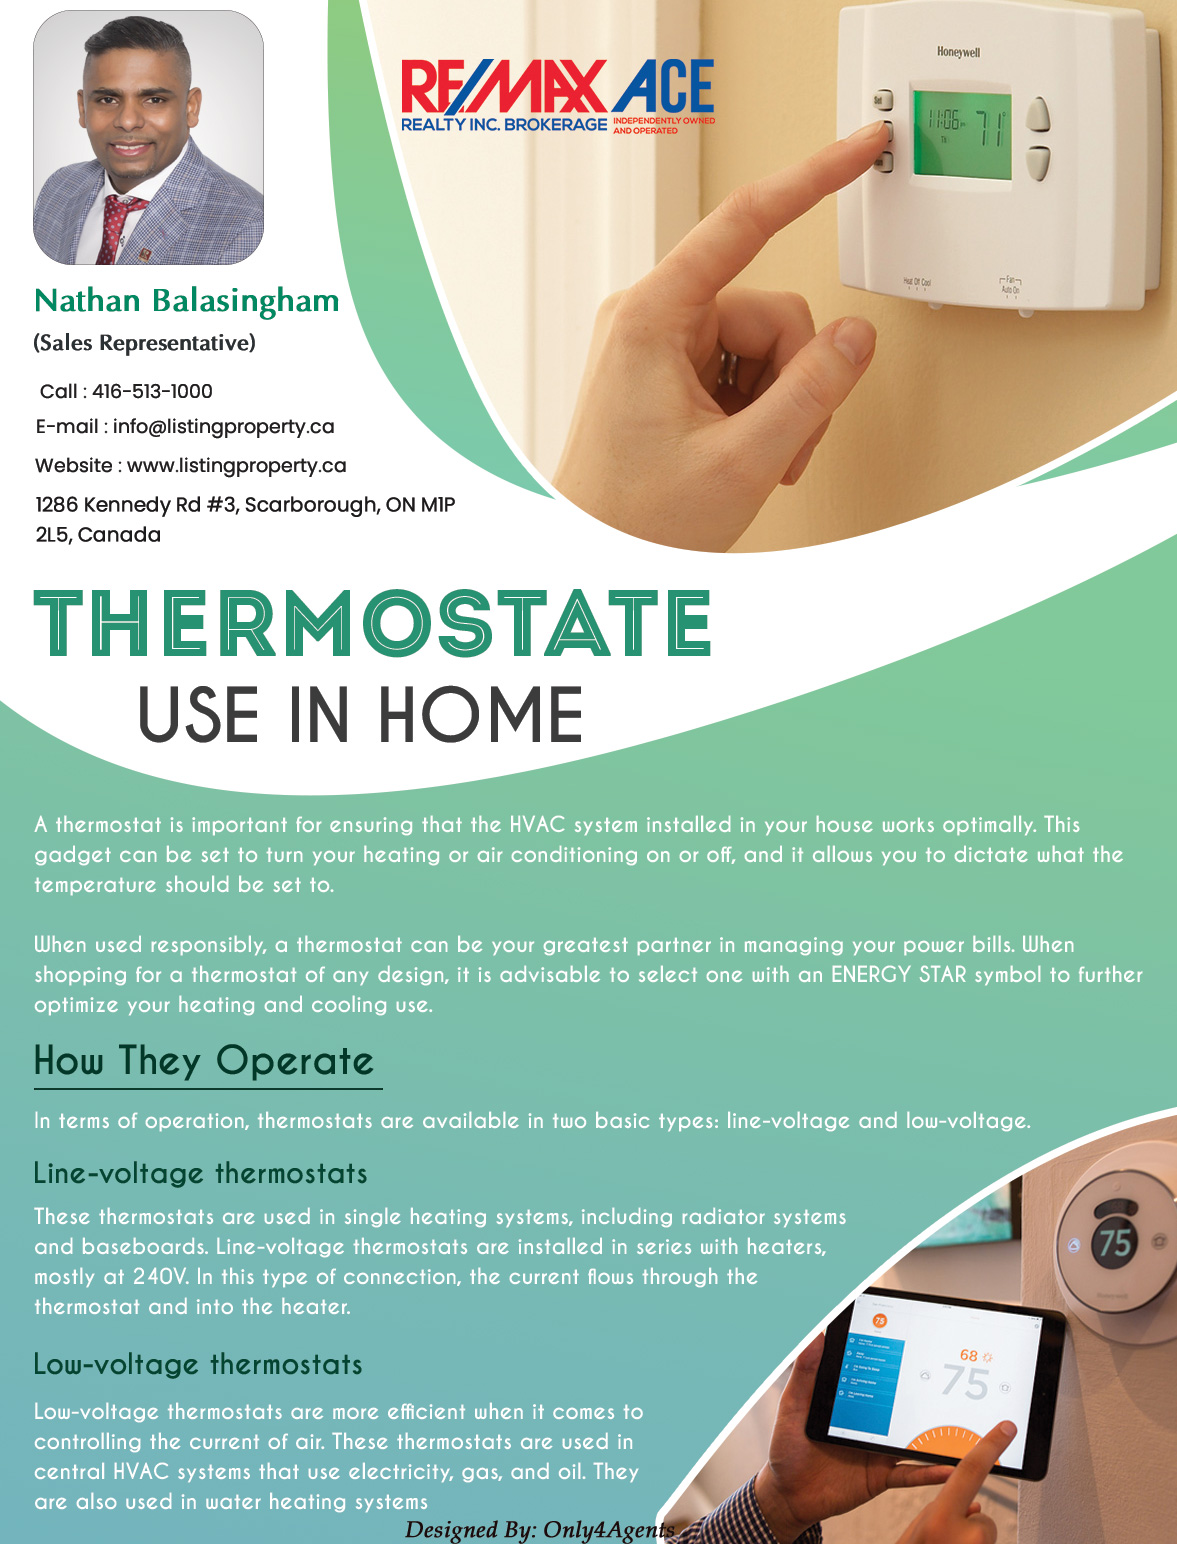 Nathan Balasingham
(Sales Representative)
Call : 416-513-1000
E-mail : info@listingproperty.ca
Website : www.listingproperty.ca
1286 Kennedy Rd #3, Scarborough, ON M1P
2L5, Canada
RE/MAX ACE
REALTY INC. BROKERAGE
INDEPENDENTLY OWNED
AND OPERATED
Honeywell
11:06
71°
Heat Off Cool
Fan
Auto On
THERMOSTATE
USE IN HOME
A thermostat is important for ensuring that the HVAC system installed in your house works optimally. This
gadget can be set to turn your heating or air conditioning on or off, and it allows you to dictate what the
temperature should be set to.
When used responsibly, a thermostat can be your greatest partner in managing your power bills. When
shopping for a thermostat of any design, it is advisable to select one with an ENERGY STAR symbol to further
optimize your heating and cooling use.
How They Operate
In terms of operation, thermostats are available in two basic types: line-voltage and low-voltage.
Line-voltage thermostats
These thermostats are used in single heating systems, including radiator systems
and baseboards. Line-voltage thermostats are installed in series with heaters,
mostly at 240V. In this type of connection, the current flows through the
thermostat and into the heater.
Low-voltage thermostats
Low-voltage thermostats are more efficient when it comes to
controlling the current of air. These thermostats are used in
central HVAC systems that use electricity, gas, and oil. They
are also used in water heating systems
75
Honeywell
75
68
75
Designed By: Only4Agents